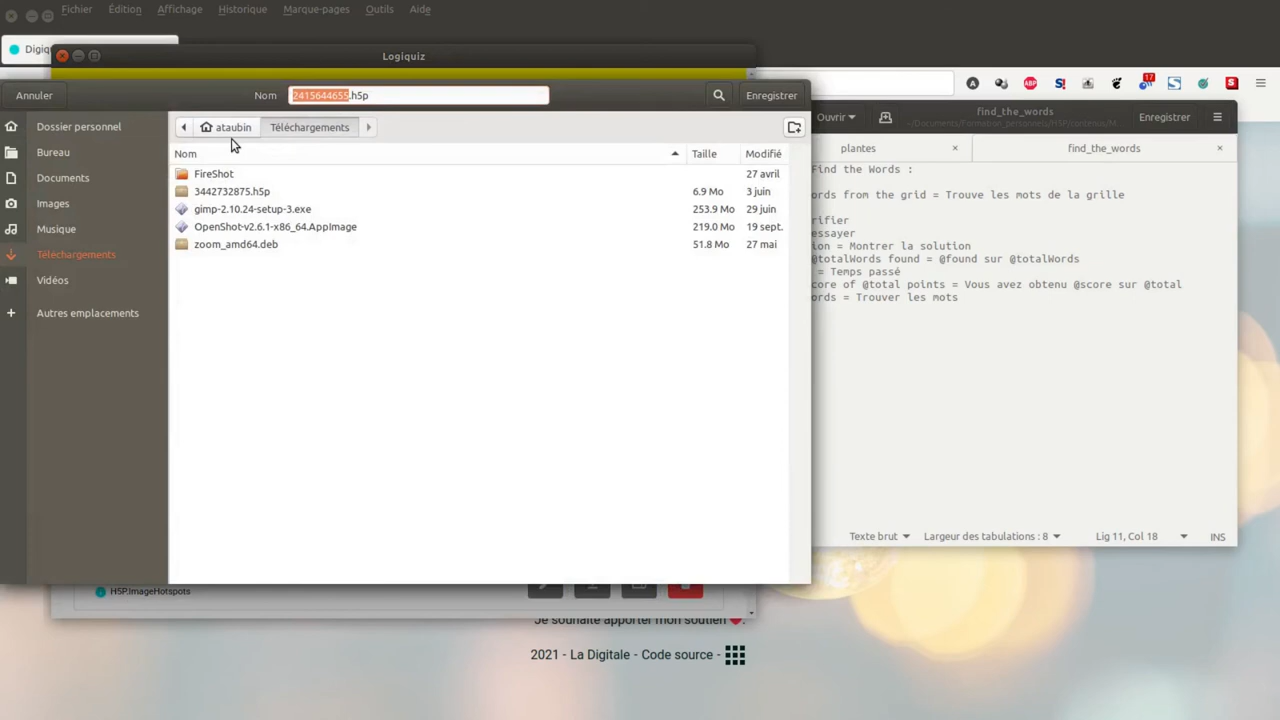 Fichier Édition Affichage Historique Marque-pages Outils Aide
Digiq
Logiquiz
Annuler Nom 2415644655.h5p Enregistrer
ataubin Téléchargements
Nom Taille Modifié
FireShot 27 avril
3442732875.h5p 6.9 Mo 3 juin
gimp-2.10.24-setup-3.exe 253.9 Mo 29 juin
OpenShot-v2.6.1-x86_64.AppImage 219.0 Mo 19 sept.
zoom_amd64.deb 51.8 Mo 27 mai
Dossier personnel
Bureau
Documents
Images
Musique
Téléchargements
Vidéos
Autres emplacements
ABP
17
Ouvrir
find_the_words
Enregistrer
plantes find_the_words
Find the Words :
ords from the grid = Trouve les mots de la grille
rifier
essayer
ion = Montrer la solution
@totalWords found = @found sur @totalWords
= Temps passé
core of @total points = Vous avez obtenu @score sur @total
ords = Trouver les mots
Texte brut Largeur des tabulations : 8 Lig 11, Col 18 INS
H5P.ImageHotspots
Je souhaite apporter mon soutien
2021 - La Digitale - Code source -